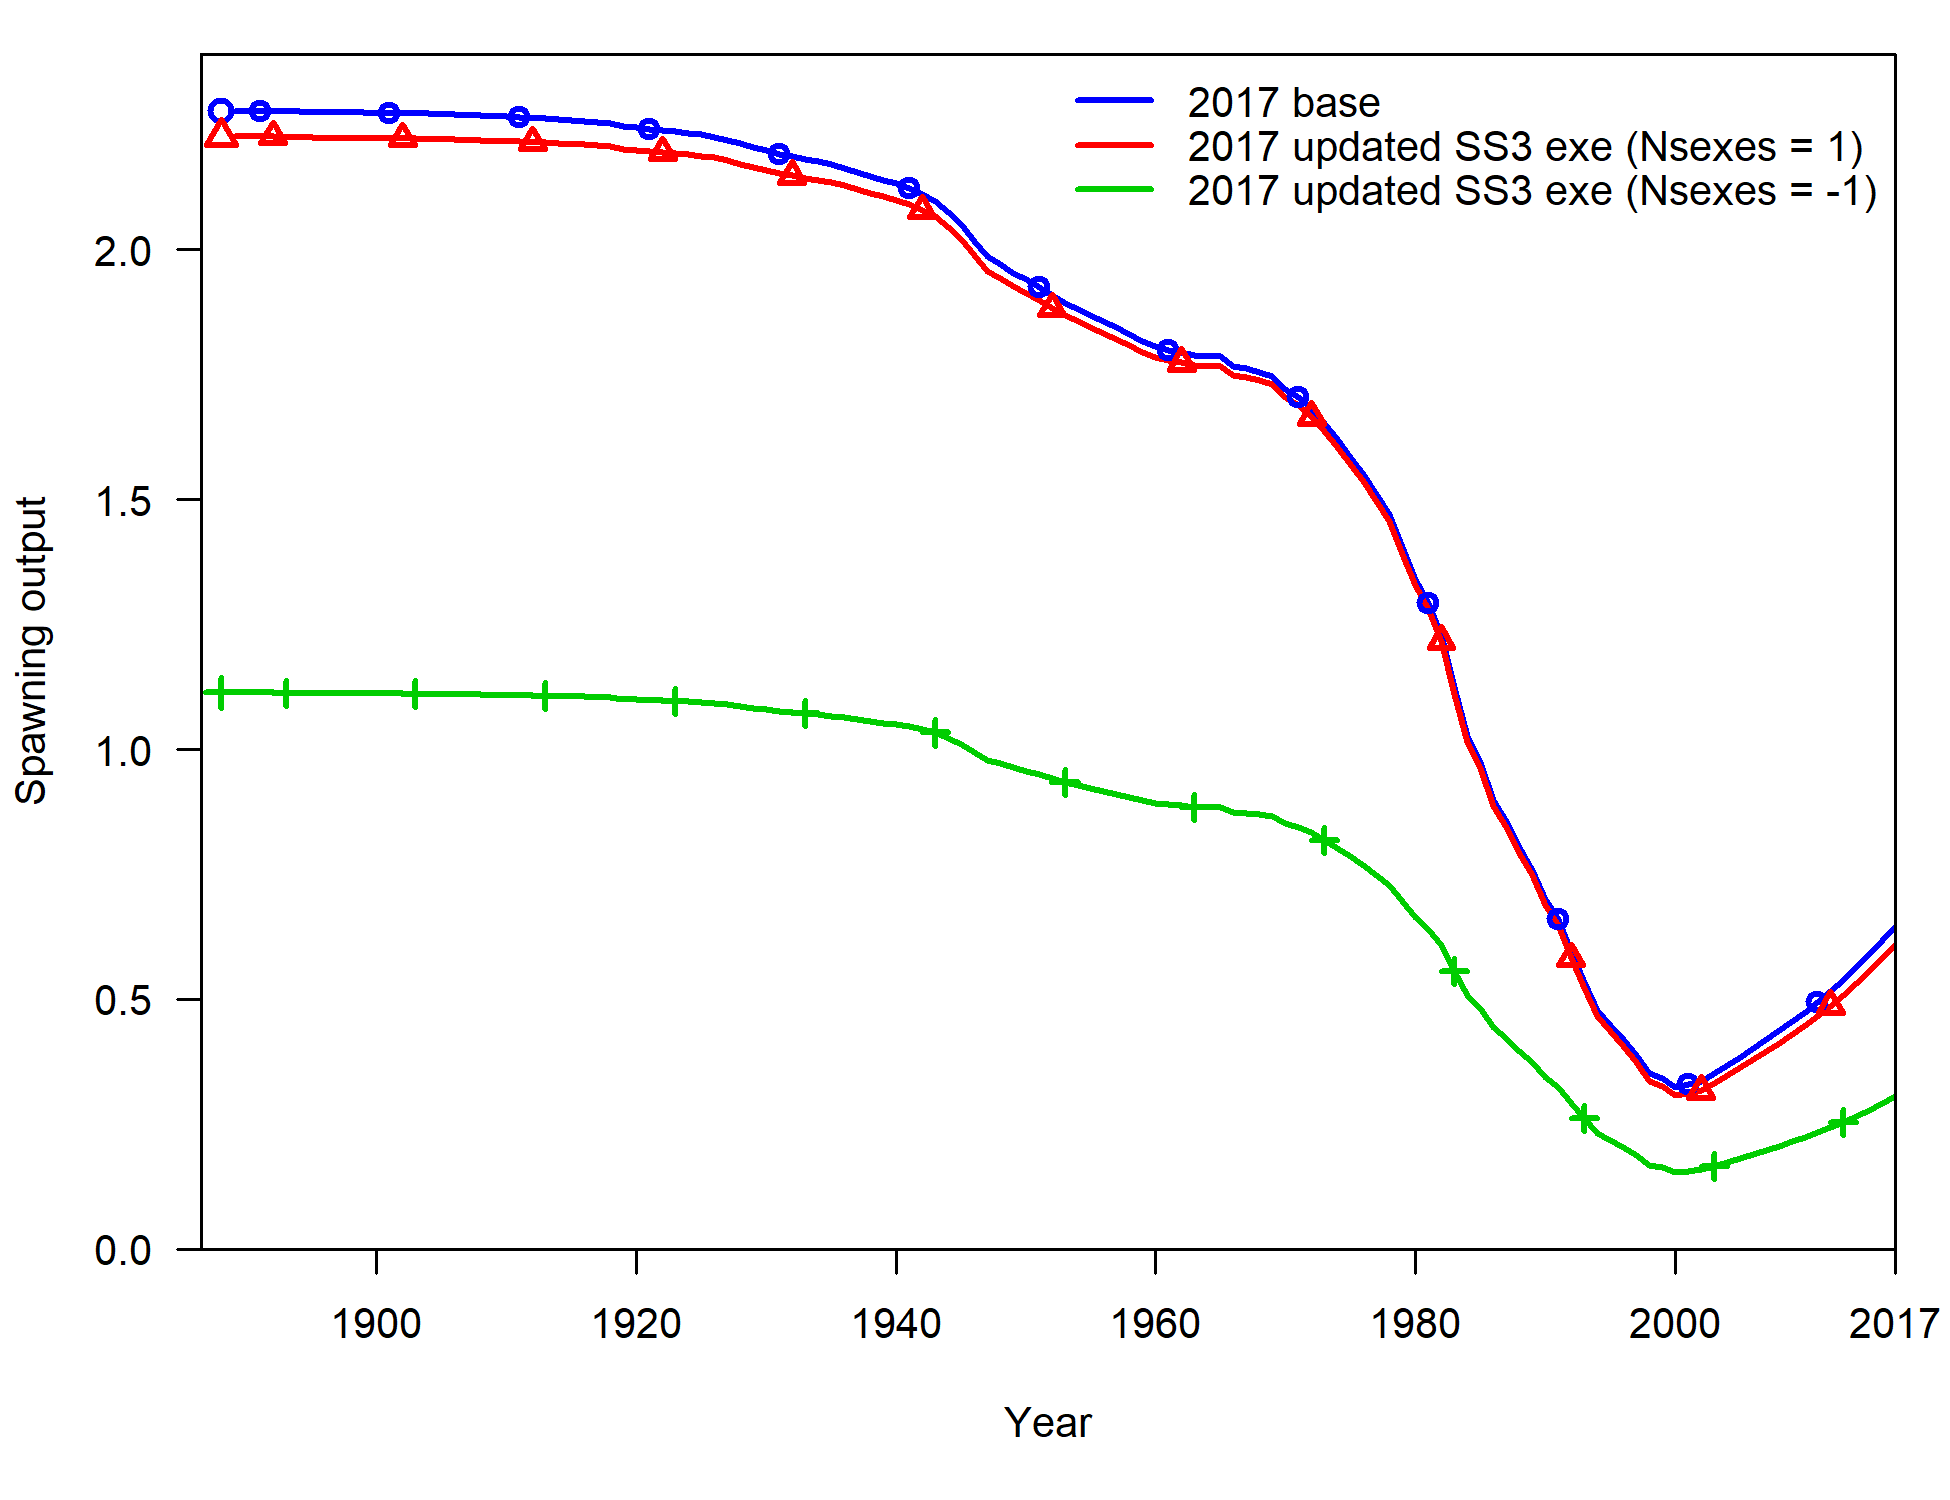 2017 base
2017 updated SS3 exe (Nsexes = 1)
2017 updated SS3 exe (Nsexes = -1)
2.0
1.5
1.0
0.5
0.0
Spawning output
1900 1920 1940 1960 1980 2000 2017
Year